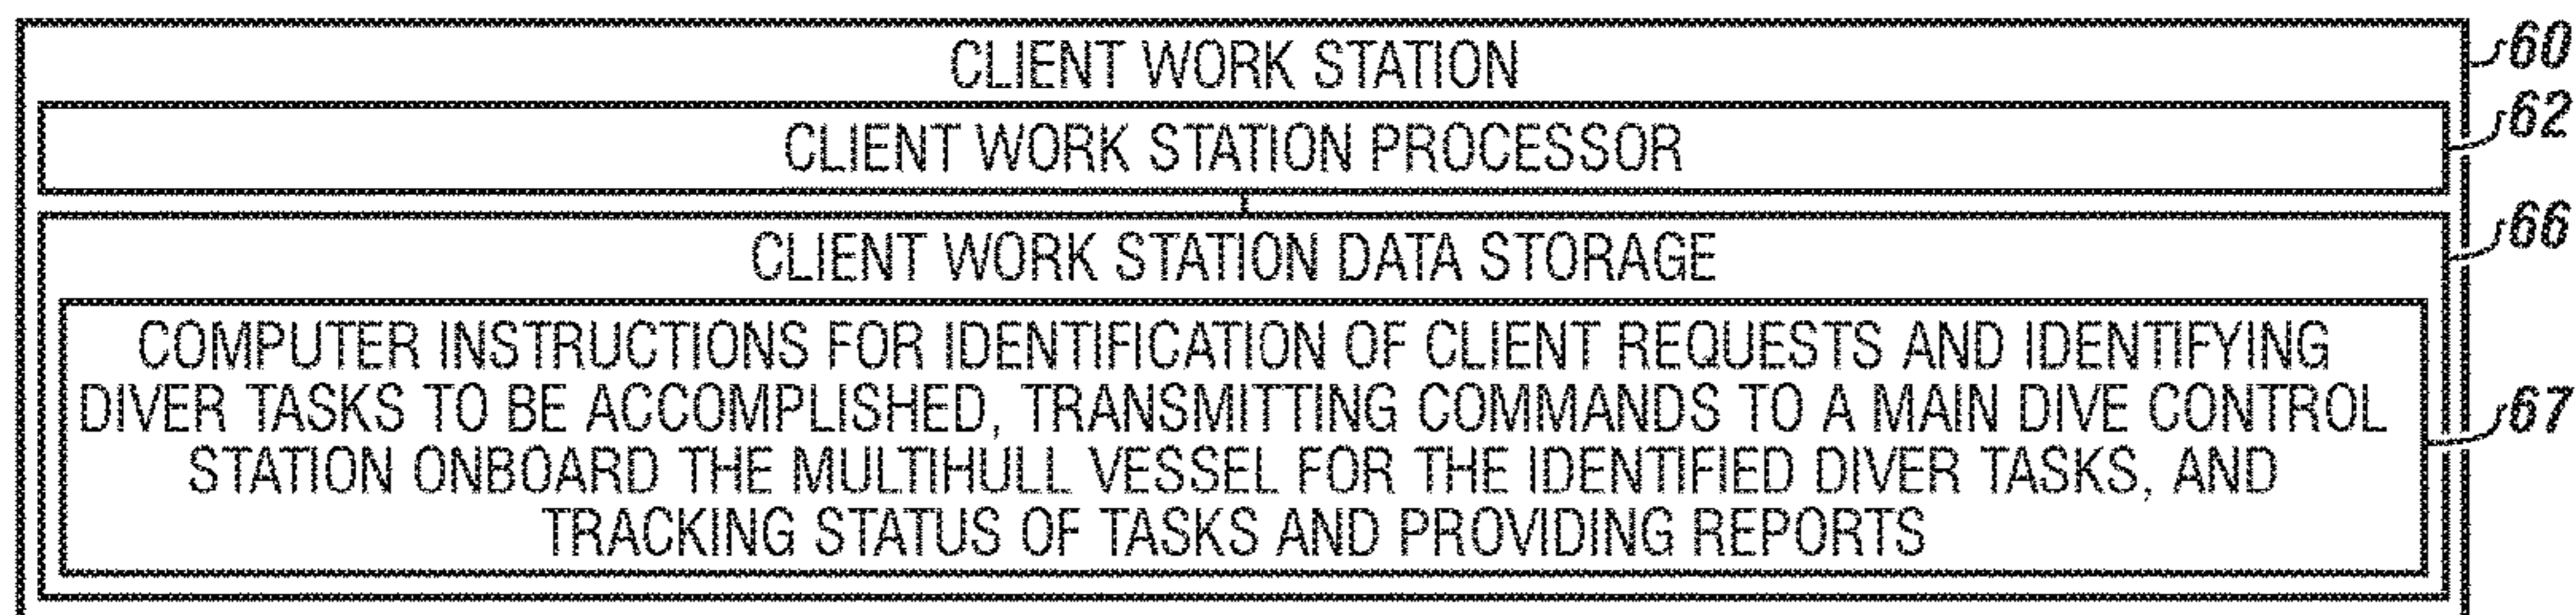 CLIENT WORK STATION
60
CLIENT WORK STATION PROCESSOR
62
CLIENT WORK STATION DATA STORAGE
66
COMPUTER INSTRUCTIONS FOR IDENTIFICATION OF CLIENT REQUESTS AND IDENTIFYING
DIVER TASKS TO BE ACCOMPLISHED, TRANSMITTING COMMANDS TO A MAIN DIVE CONTROL
67
STATION ONBOARD THE MULTIHULL VESSEL FOR THE IDENTIFIED DIVER TASKS, AND
TRACKING STATUS OF TASKS AND PROVIDING REPORTS